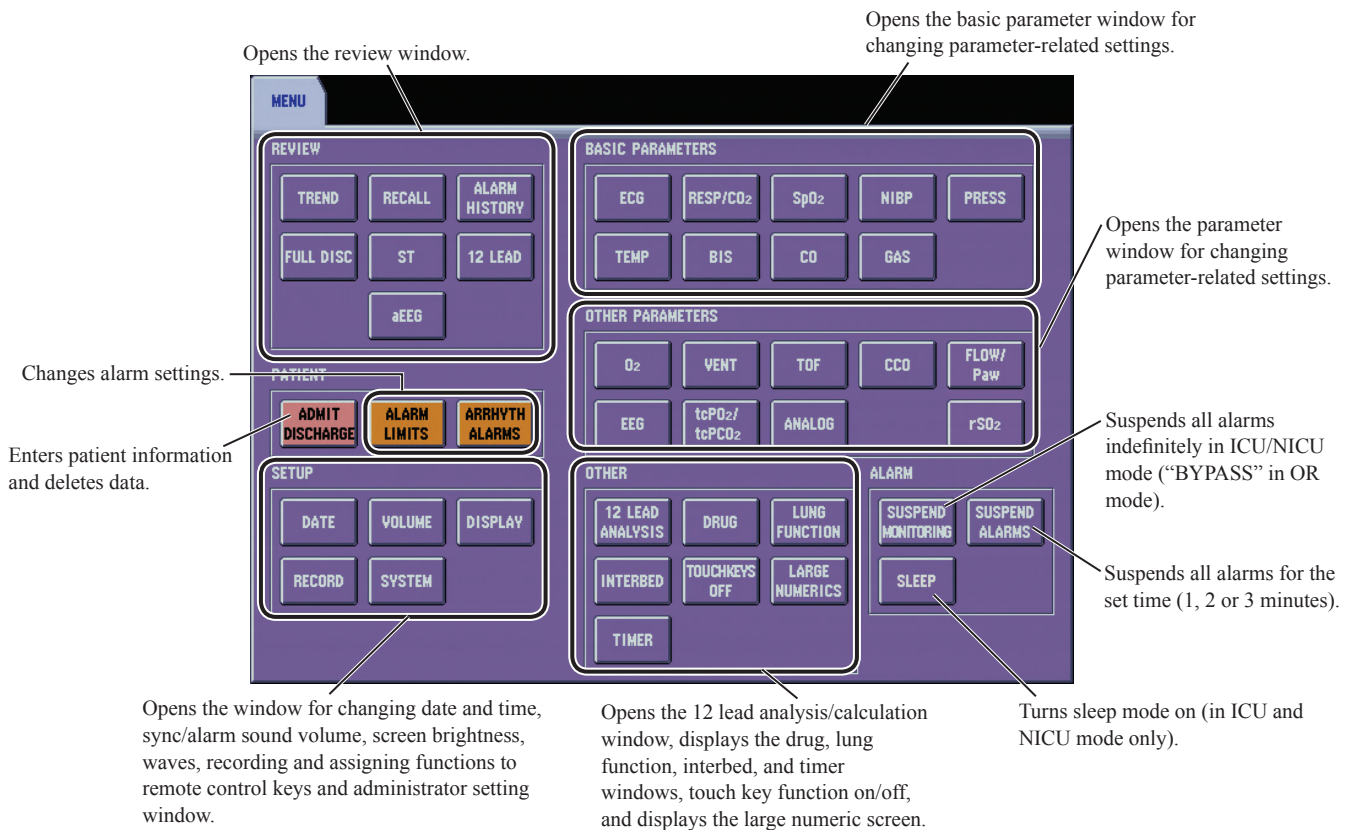 Opens the basic parameter window for
changing parameter-related settings.
Opens the review window.
MENU
REVIEW
TREND
RECALL
ALARM
HISTORY
FULL DISC
ST
12 LEAD
aEEG
BASIC PARAMETERS
ECG
RESP/CO₂
SpO₂
NIBP
PRESS
TEMP
BIS
CO
GAS
Opens the parameter
window for changing
parameter-related settings.
OTHER PARAMETERS
O₂
VENT
TOF
CCO
FLOW/
Paw
EEG
tcPO₂/
tcPCO₂
ANALOG
rSO₂
Changes alarm settings.
PATIENT
ADMIT
DISCHARGE
ALARM
LIMITS
ARRHYTH
ALARMS
Enters patient information
and deletes data.
SETUP
DATE
VOLUME
DISPLAY
RECORD
SYSTEM
OTHER
12 LEAD
ANALYSIS
DRUG
LUNG
FUNCTION
INTERBED
TOUCHKEYS
OFF
LARGE
NUMERICS
TIMER
ALARM
SUSPEND
MONITORING
SUSPEND
ALARMS
SLEEP
Suspends all alarms
indefinitely in ICU/NICU
mode (“BYPASS” in OR
mode).
Suspends all alarms for the
set time (1, 2 or 3 minutes).
Opens the window for changing date and time,
sync/alarm sound volume, screen brightness,
waves, recording and assigning functions to
remote control keys and administrator setting
window.
Opens the 12 lead analysis/calculation
window, displays the drug, lung
function, interbed, and timer
windows, touch key function on/off,
and displays the large numeric screen.
Turns sleep mode on (in ICU and
NICU mode only).